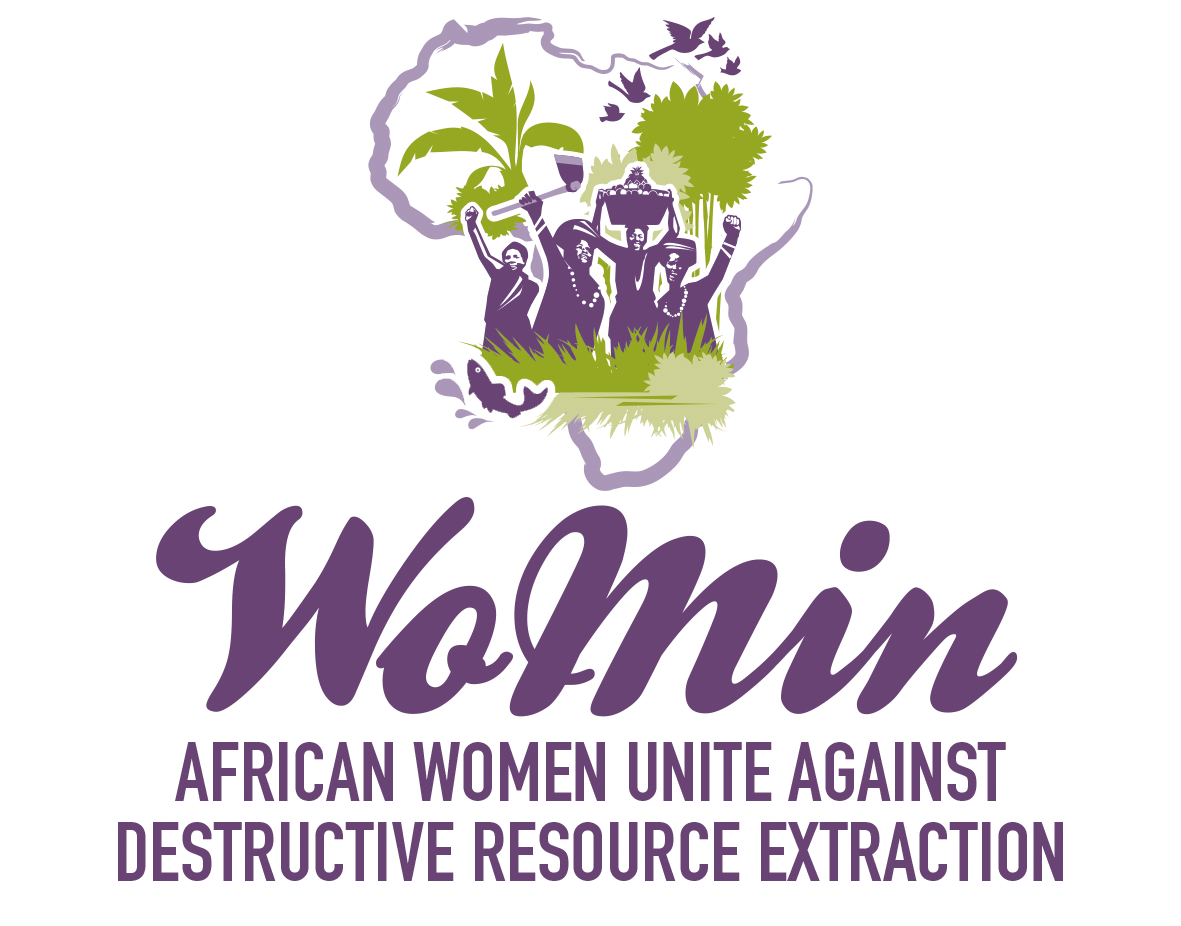 WoMin
AFRICAN WOMEN UNITE AGAINST
DESTRUCTIVE RESOURCE EXTRACTION